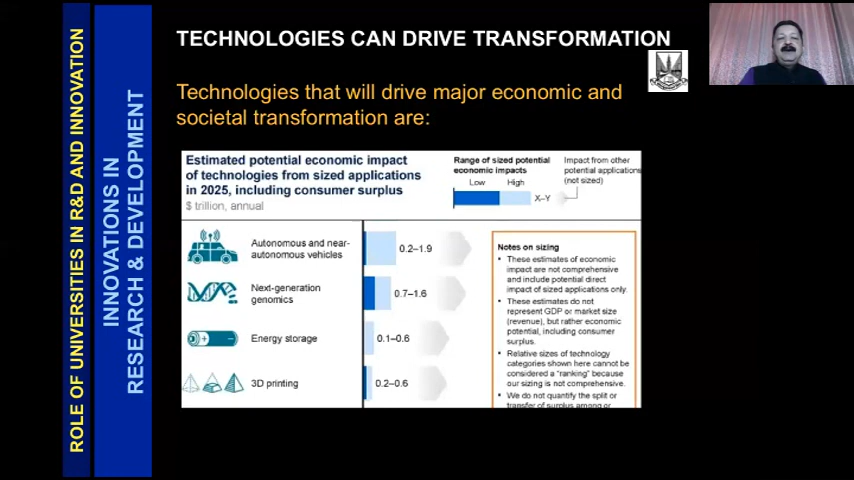 ROLE OF UNIVERSITIES IN R&D AND INNOVATION
INNOVATIONS IN
RESEARCH & DEVELOPMENT
TECHNOLOGIES CAN DRIVE TRANSFORMATION
Technologies that will drive major economic and
societal transformation are:
Estimated potential economic impact
of technologies from sized applications
in 2025, including consumer surplus
$ trillion, annual
Range of sized potential
economic impacts
Low High
X–Y
Impact from other
potential applications
(not sized)
Autonomous and near-
autonomous vehicles
0.2–1.9
Next-generation
genomics
0.7–1.6
Energy storage
0.1–0.6
3D printing
0.2–0.6
Notes on sizing
• These estimates of economic
impact are not comprehensive
and include potential direct
impact of sized applications only.
• These estimates do not
represent GDP or market size
(revenue), but rather economic
potential, including consumer
surplus.
• Relative sizes of technology
categories shown here cannot be
considered a "ranking" because
our sizing is not comprehensive.
• We do not quantify the split or
transfer of surplus among or